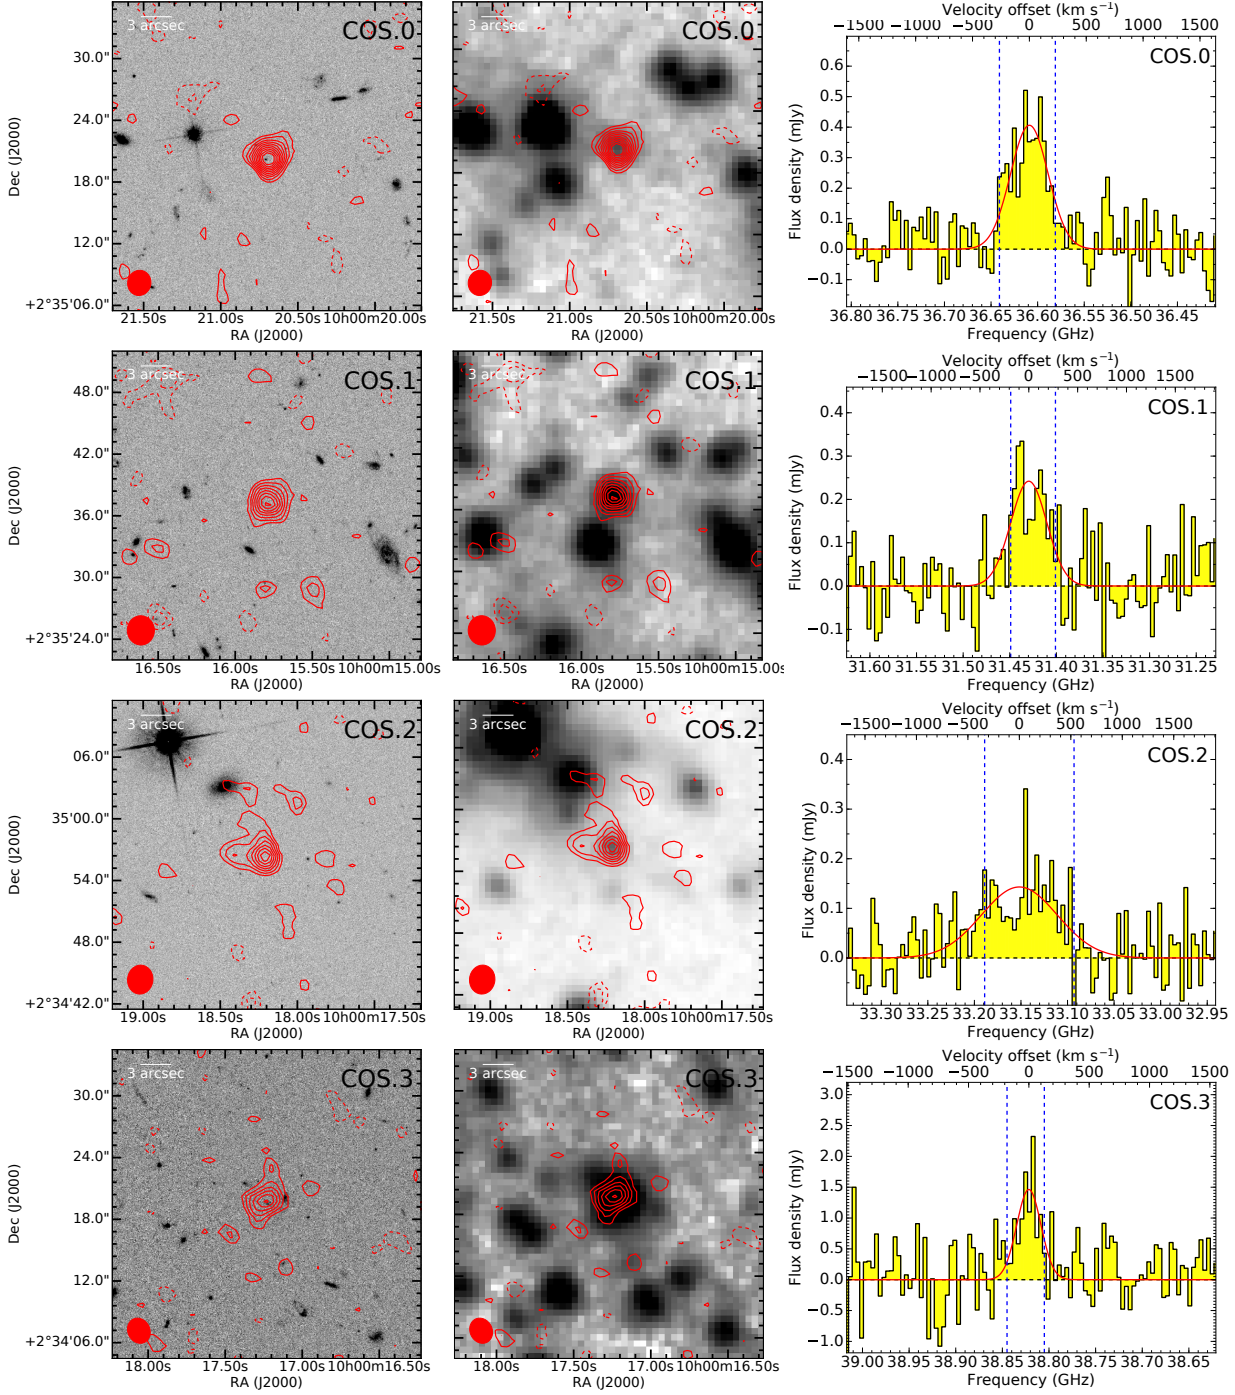 3 arcsec
COS.0
30.0"
24.0"
18.0"
12.0"
+2°35'06.0"
Dec (J2000)
21.50s 21.00s 20.50s 10h00m20.00s
RA (J2000)
3 arcsec
COS.0
21.50s 21.00s 20.50s 10h00m20.00s
RA (J2000)
Velocity offset (km s⁻¹)
−1500 −1000 −500 0 500 1000 1500
COS.0
0.6
0.5
0.4
0.3
0.2
0.1
0.0
−0.1
Flux density (mJy)
36.80 36.75 36.70 36.65 36.60 36.55 36.50 36.45
Frequency (GHz)
3 arcsec
COS.1
48.0"
42.0"
36.0"
30.0"
+2°35'24.0"
Dec (J2000)
16.50s 16.00s 15.50s 10h00m15.00s
RA (J2000)
3 arcsec
COS.1
16.50s 16.00s 15.50s 10h00m15.00s
RA (J2000)
Velocity offset (km s⁻¹)
−1500 −1000 −500 0 500 1000 1500
COS.1
0.4
0.3
0.2
0.1
0.0
−0.1
Flux density (mJy)
31.60 31.55 31.50 31.45 31.40 31.35 31.30 31.25
Frequency (GHz)
3 arcsec
COS.2
06.0"
35'00.0"
54.0"
48.0"
+2°34'42.0"
Dec (J2000)
19.00s 18.50s 18.00s 10h00m17.50s
RA (J2000)
3 arcsec
COS.2
19.00s 18.50s 18.00s 10h00m17.50s
RA (J2000)
Velocity offset (km s⁻¹)
−1500 −1000 −500 0 500 1000 1500
COS.2
0.4
0.3
0.2
0.1
0.0
Flux density (mJy)
33.30 33.25 33.20 33.15 33.10 33.05 33.00 32.95
Frequency (GHz)
3 arcsec
COS.3
30.0"
24.0"
18.0"
12.0"
+2°34'06.0"
Dec (J2000)
18.00s 17.50s 17.00s 10h00m16.50s
RA (J2000)
3 arcsec
COS.3
18.00s 17.50s 17.00s 10h00m16.50s
RA (J2000)
Velocity offset (km s⁻¹)
−1500 −1000 −500 0 500 1000 1500
COS.3
3.0
2.5
2.0
1.5
1.0
0.5
0.0
−0.5
−1.0
Flux density (mJy)
39.00 38.95 38.90 38.85 38.80 38.75 38.70 38.65
Frequency (GHz)